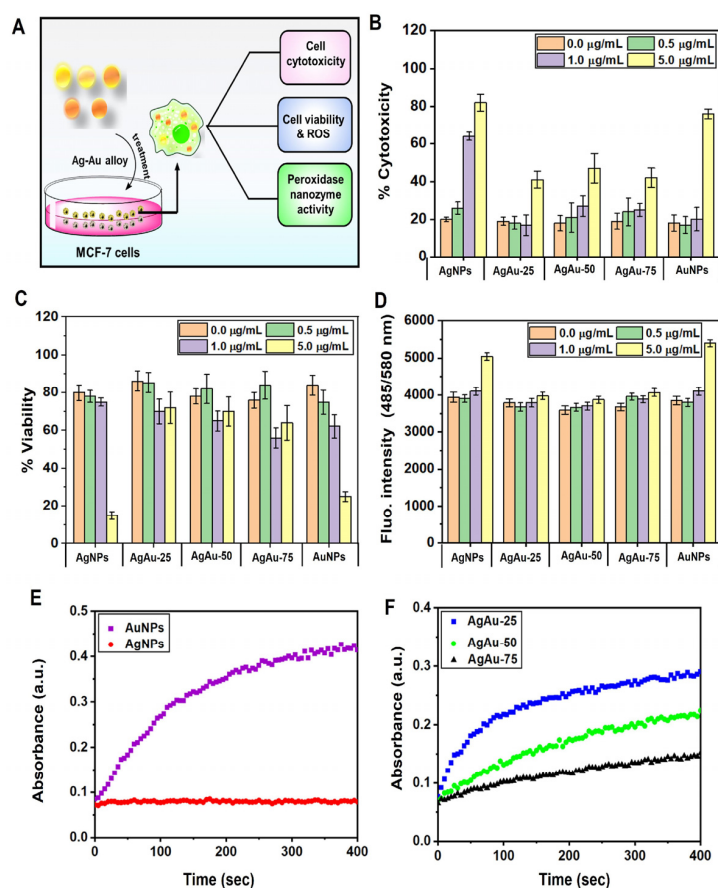 A
Ag-Au alloy
treatment
MCF-7 cells
Cell
cytotoxicity
Cell viability
& ROS
Peroxidase
nanozyme
activity
B
0.0 µg/mL 0.5 µg/mL
1.0 µg/mL 5.0 µg/mL
% Cytotoxicity
120
100
80
60
40
20
0
AgNPs AgAu-25 AgAu-50 AgAu-75 AuNPs
C
0.0 µg/mL 0.5 µg/mL
1.0 µg/mL 5.0 µg/mL
% Viability
120
100
80
60
40
20
0
AgNPs AgAu-25 AgAu-50 AgAu-75 AuNPs
D
0.0 µg/mL 0.5 µg/mL
1.0 µg/mL 5.0 µg/mL
Fluo. intensity (485/580 nm)
6000
5000
4000
3000
2000
1000
0
AgNPs AgAu-25 AgAu-50 AgAu-75 AuNPs
E
AuNPs
AgNPs
Absorbance (a.u.)
0.5
0.4
0.3
0.2
0.1
0.0
0 100 200 300 400
Time (sec)
F
AgAu-25
AgAu-50
AgAu-75
Absorbance (a.u.)
0.4
0.3
0.2
0.1
0.0
0 100 200 300 400
Time (sec)